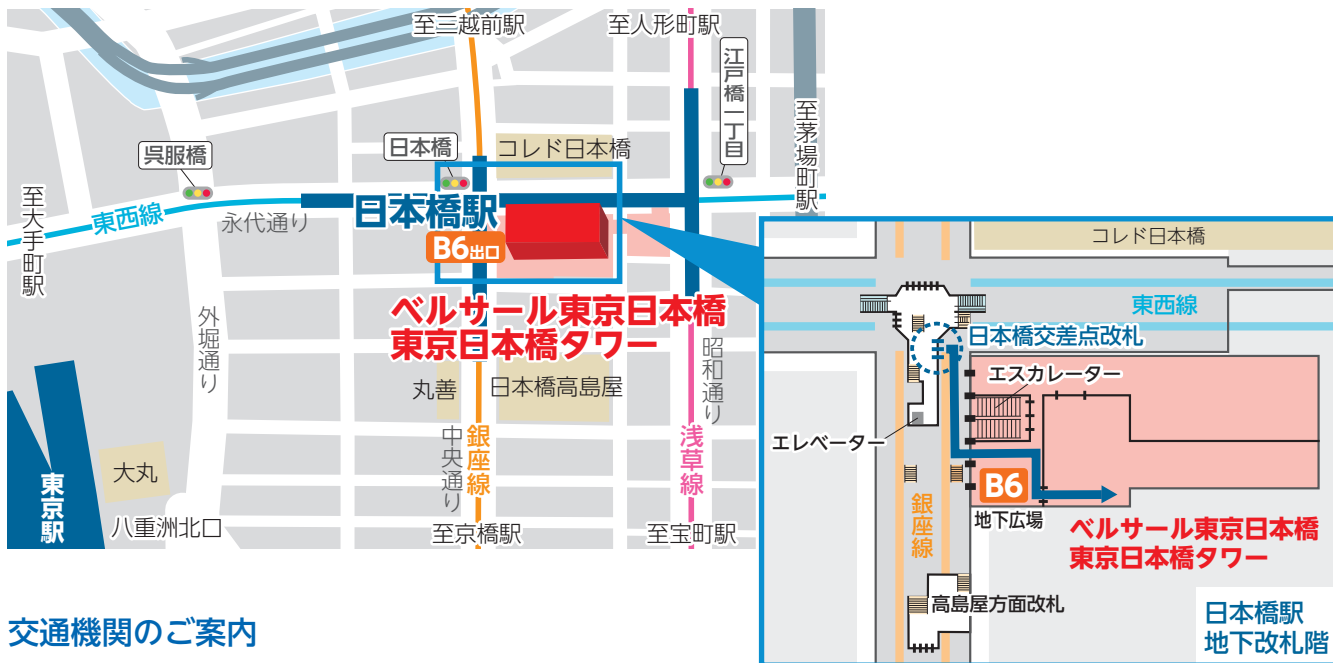 至三越前駅
至人形町駅
江戸橋一丁目
至茅場町駅
呉服橋
日本橋
コレド日本橋
至大手町駅
東西線
永代通り
日本橋駅
B6出口
ベルサール東京日本橋
東京日本橋タワー
外堀通り
昭和通り
丸善
日本橋高島屋
中央通り
銀座線
浅草線
大丸
東京駅
八重洲北口
至京橋駅
至宝町駅
コレド日本橋
東西線
日本橋交差点改札
エスカレーター
エレベーター
B6
地下広場
銀座線
ベルサール東京日本橋
東京日本橋タワー
高島屋方面改札
日本橋駅
地下改札階
交通機関のご案内